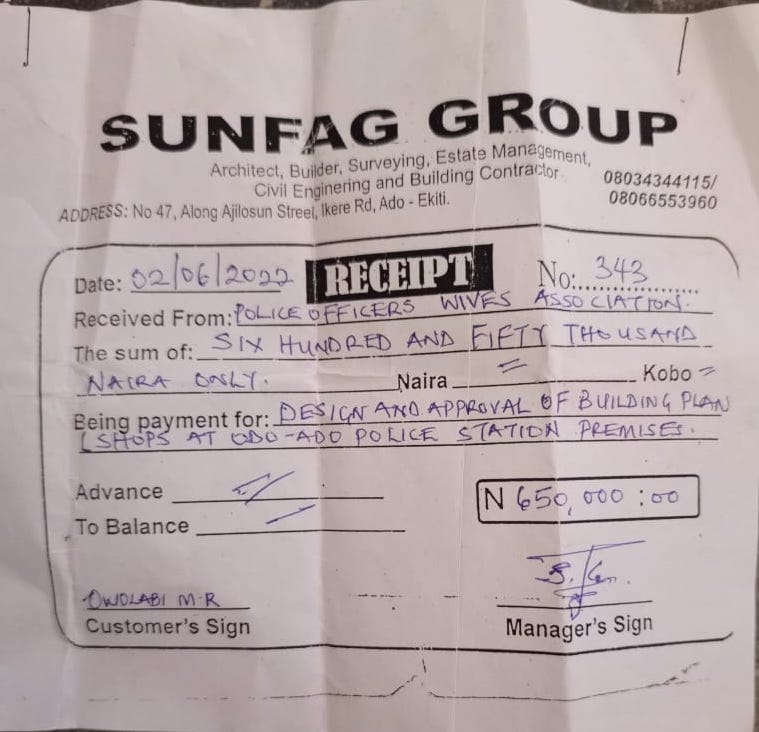 SUNFAG GROUP
Architect, Builder, Surveying, Estate Management,
Civil Enginering and Building Contractor
08034344115/
08066553960
ADDRESS: No 47, Along Ajilosun Street, Ikere Rd, Ado - Ekiti.
Date: 02/06/2022 RECEIPT No: 343
Received From: POLICE OFFICERS WIVES ASSOCIATION.
The sum of: SIX HUNDRED AND FIFTY THOUSAND
NAIRA ONLY. Naira = Kobo =
Being payment for: DESIGN AND APPROVAL OF BUILDING PLAN
(SHOPS AT ODO-ADO POLICE STATION PREMISES.
Advance
N 650,000:00
To Balance
OWOLABI M.R
Customer's Sign
Manager's Sign